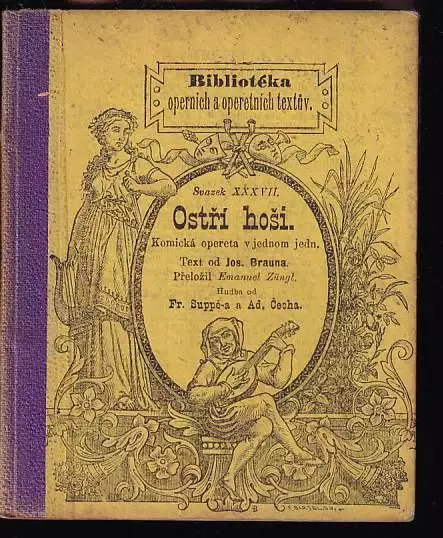 Bibliotéka
operních a operetních textův.
Svazek XXXVII.
Ostří hoši.
Komická opereta v jednom jedn.
Text od Jos. Brauna.
Přeložil Emanuel Züngl.
Hudba od
Fr. Suppé-a a Ad. Čecha.